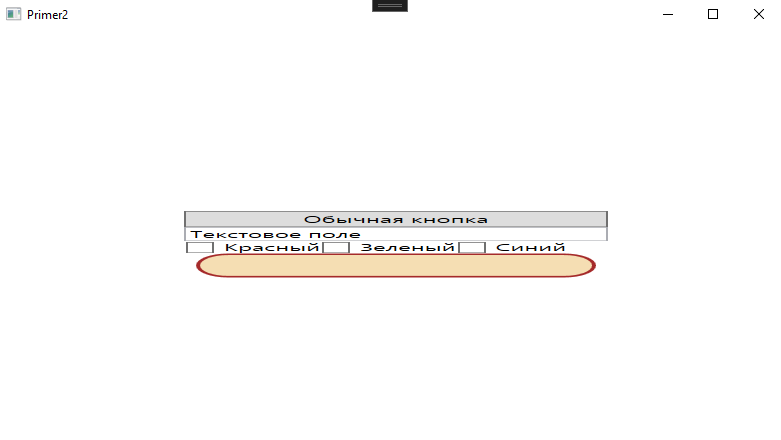 Primer2
Обычная кнопка
Текстовое поле
Красный Зеленый Синий